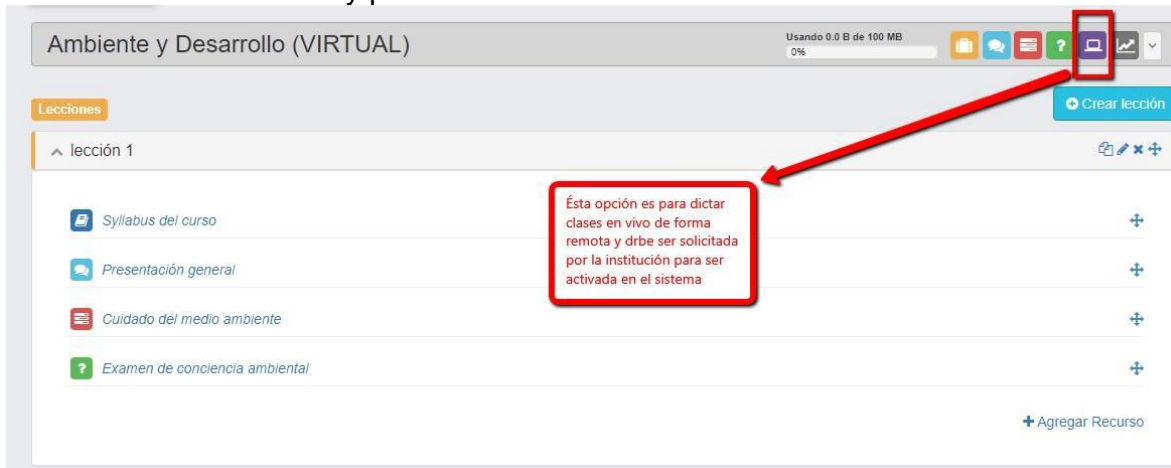 Ambiente y Desarrollo (VIRTUAL)
Usando 0.0 B de 100 MB
0%
?
Lecciones
Crear lección
lección 1
Syllabus del curso
Presentación general
Cuidado del medio ambiente
? Examen de conciencia ambiental
Ésta opción es para dictar
clases en vivo de forma
remota y drbe ser solicitada
por la institución para ser
activada en el sistema
Agregar Recurso